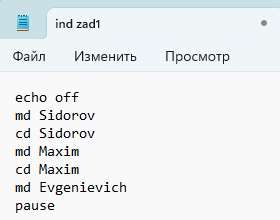 ind zad1
Файл Изменить Просмотр
echo off
md Sidorov
cd Sidorov
md Maxim
cd Maxim
md Evgenievich
pause